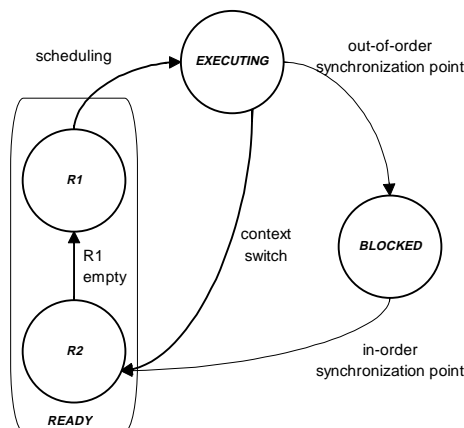 scheduling
EXECUTING
out-of-order
synchronization point
R1
R1
empty
context
switch
BLOCKED
R2
in-order
synchronization point
READY